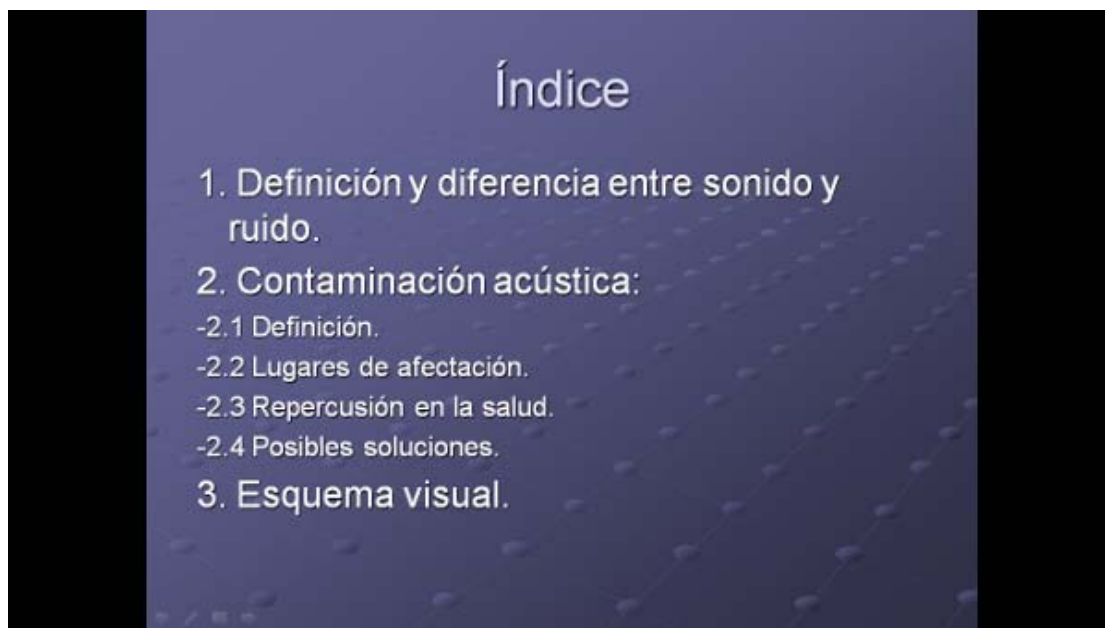 Índice
1. Definición y diferencia entre sonido y
ruido.
2. Contaminación acústica:
-2.1 Definición.
-2.2 Lugares de afectación.
-2.3 Repercusión en la salud.
-2.4 Posibles soluciones.
3. Esquema visual.